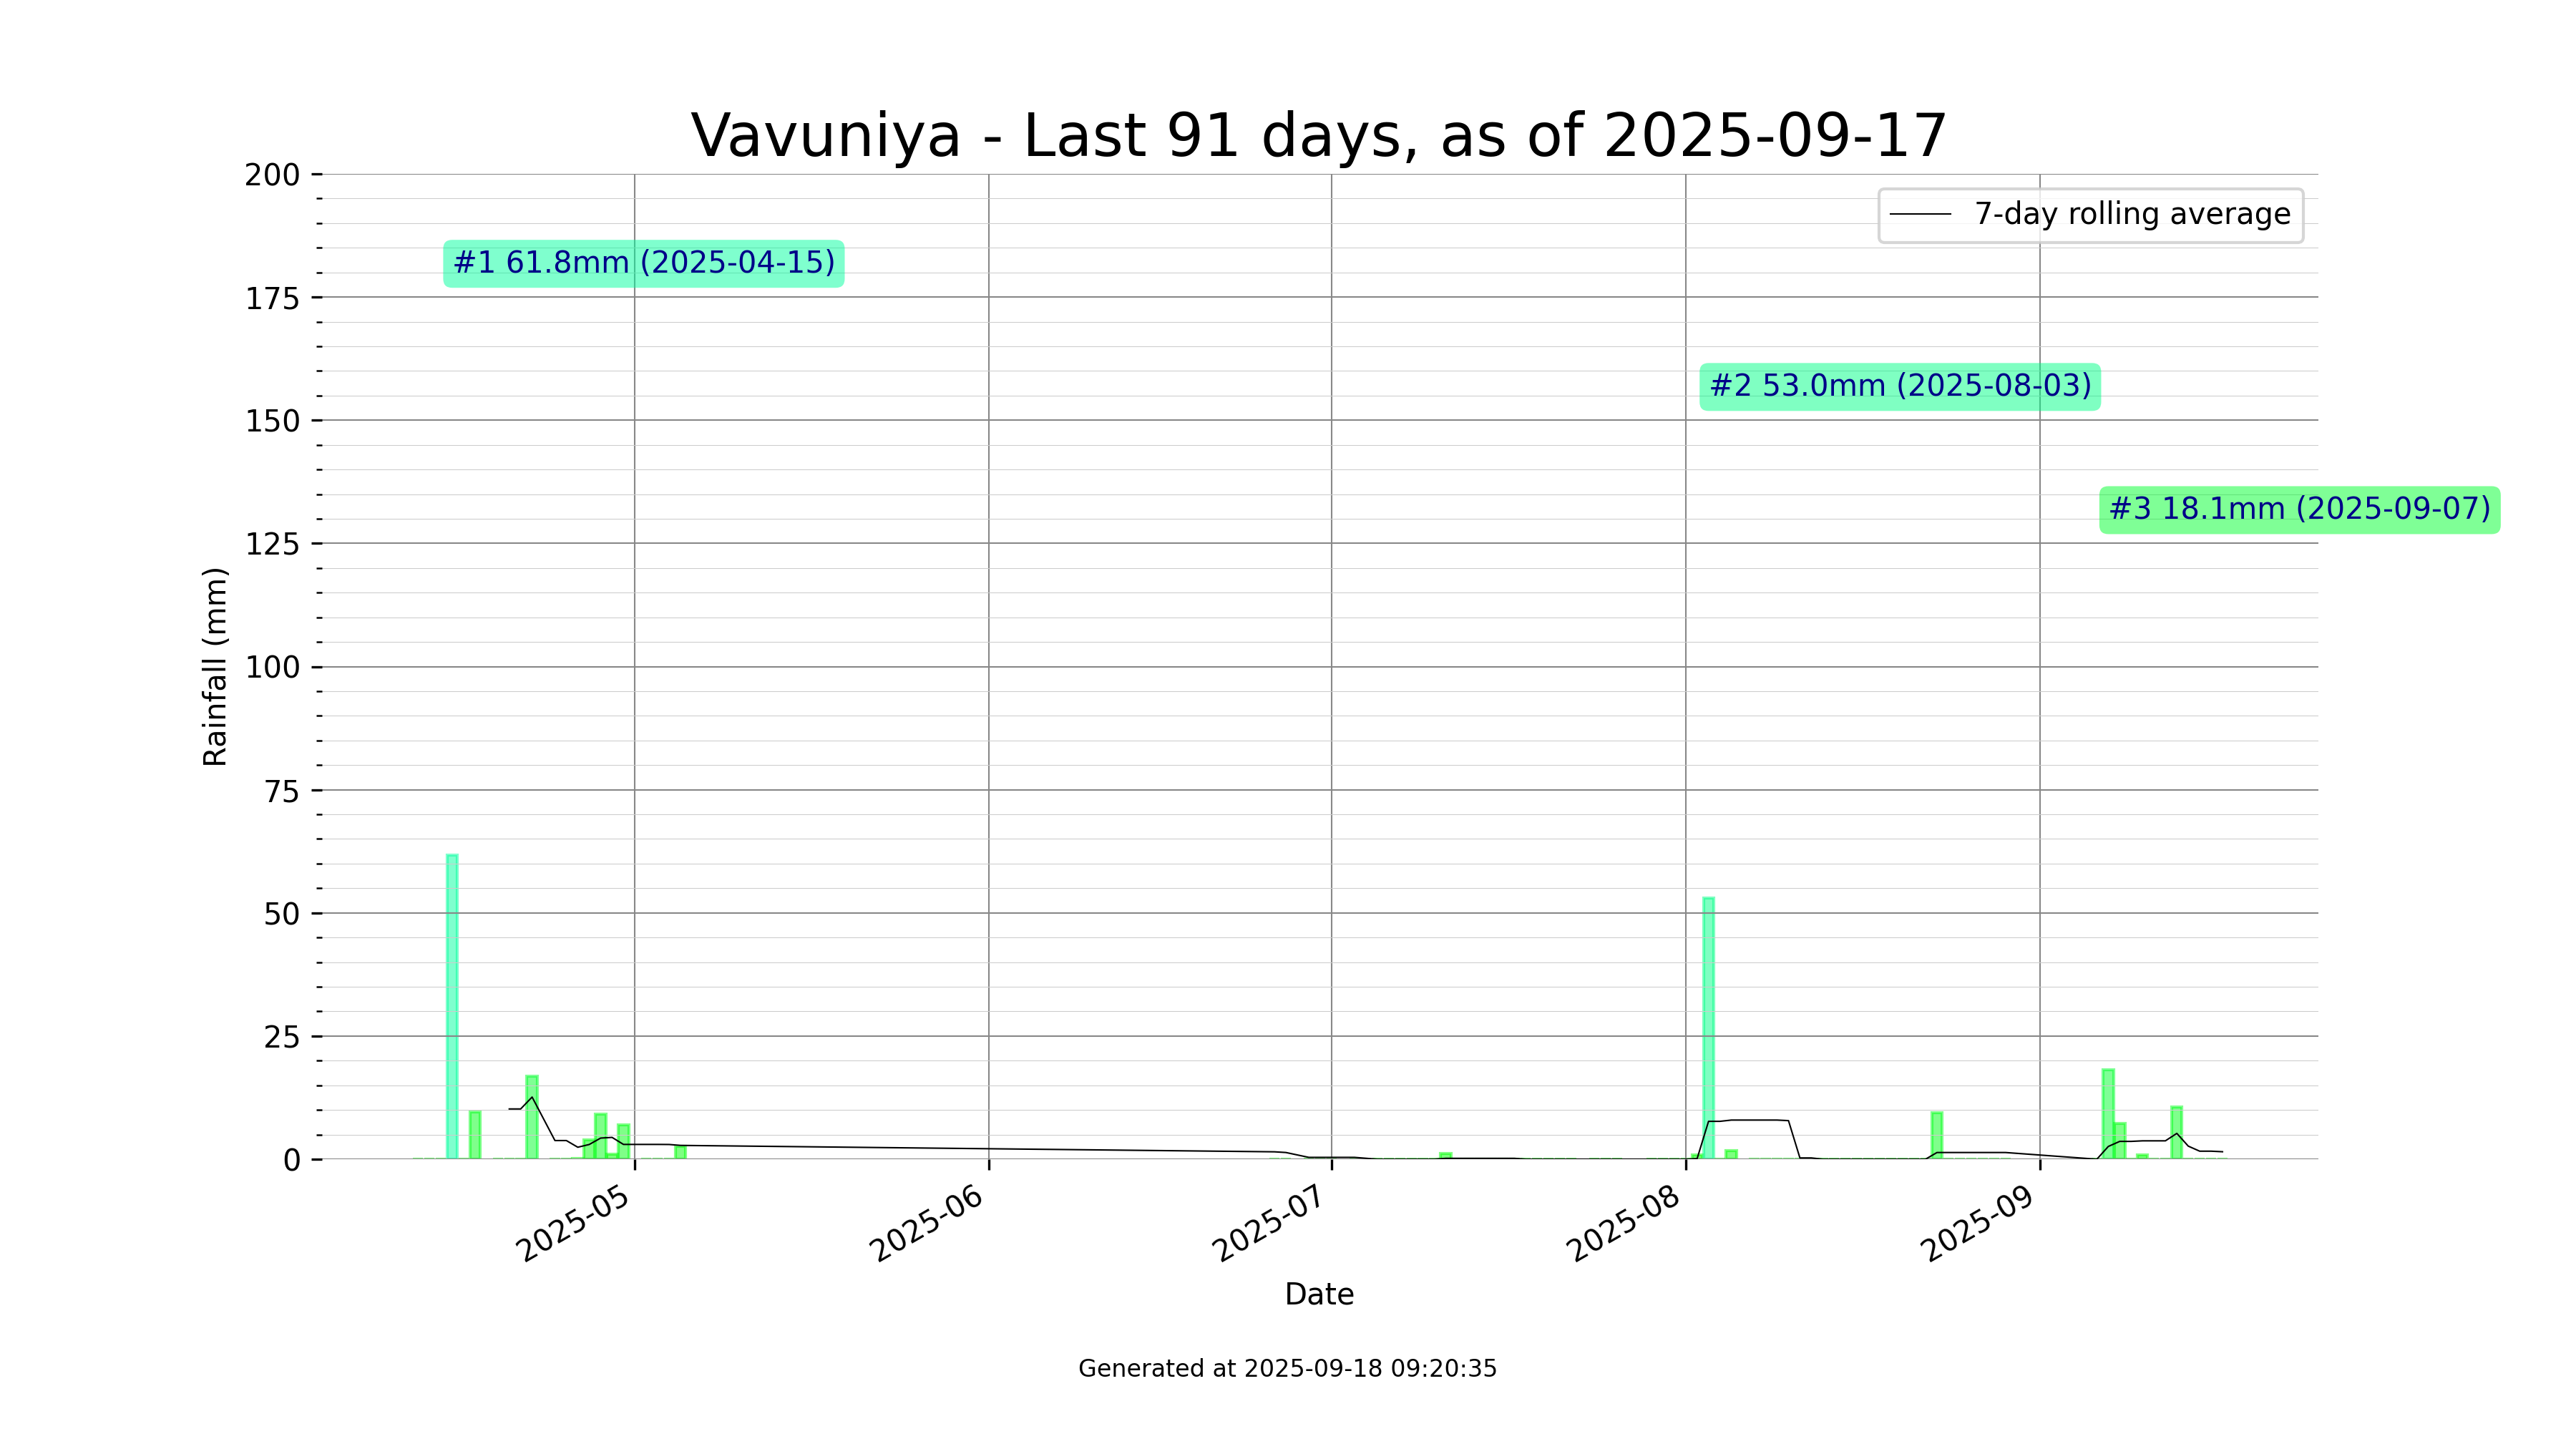 Vavuniya - Last 91 days, as of 2025-09-17
200
175
150
125
100
75
50
25
0
Rainfall (mm)
7-day rolling average
#1 61.8mm (2025-04-15)
#2 53.0mm (2025-08-03)
#3 18.1mm (2025-09-07)
2025-05
2025-06
2025-07
2025-08
2025-09
Date
Generated at 2025-09-18 09:20:35